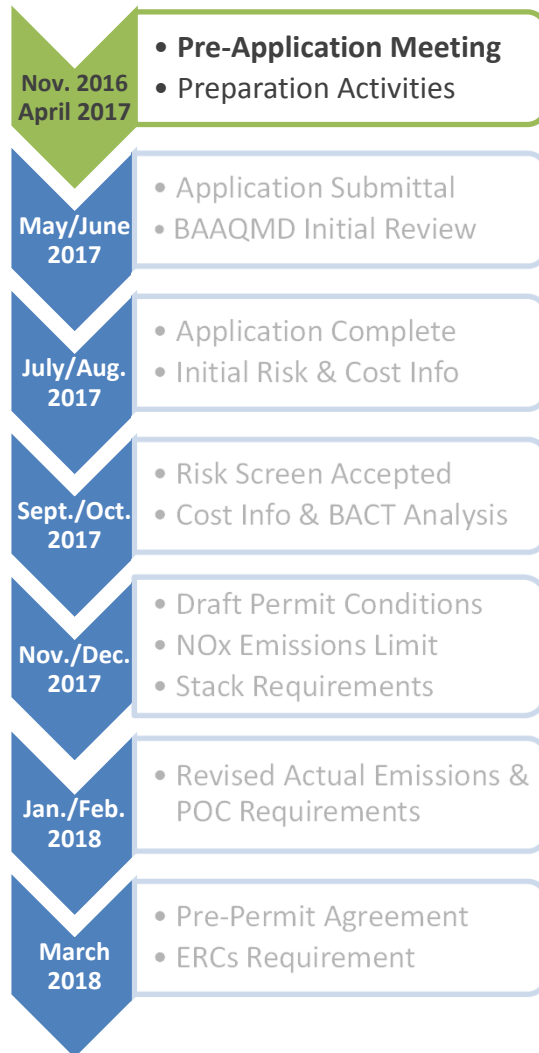 Nov. 2016
April 2017
• Pre-Application Meeting
• Preparation Activities
May/June
2017
• Application Submittal
• BAAQMD Initial Review
July/Aug.
2017
• Application Complete
• Initial Risk & Cost Info
Sept./Oct.
2017
• Risk Screen Accepted
• Cost Info & BACT Analysis
Nov./Dec.
2017
• Draft Permit Conditions
• NOx Emissions Limit
• Stack Requirements
Jan./Feb.
2018
• Revised Actual Emissions &
POC Requirements
March
2018
• Pre-Permit Agreement
• ERCs Requirement